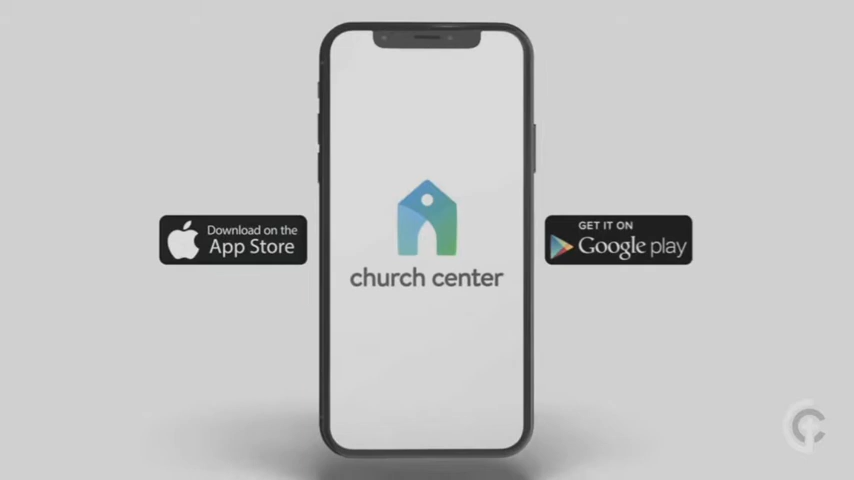 Download on the
App Store
church center
GET IT ON
Google play